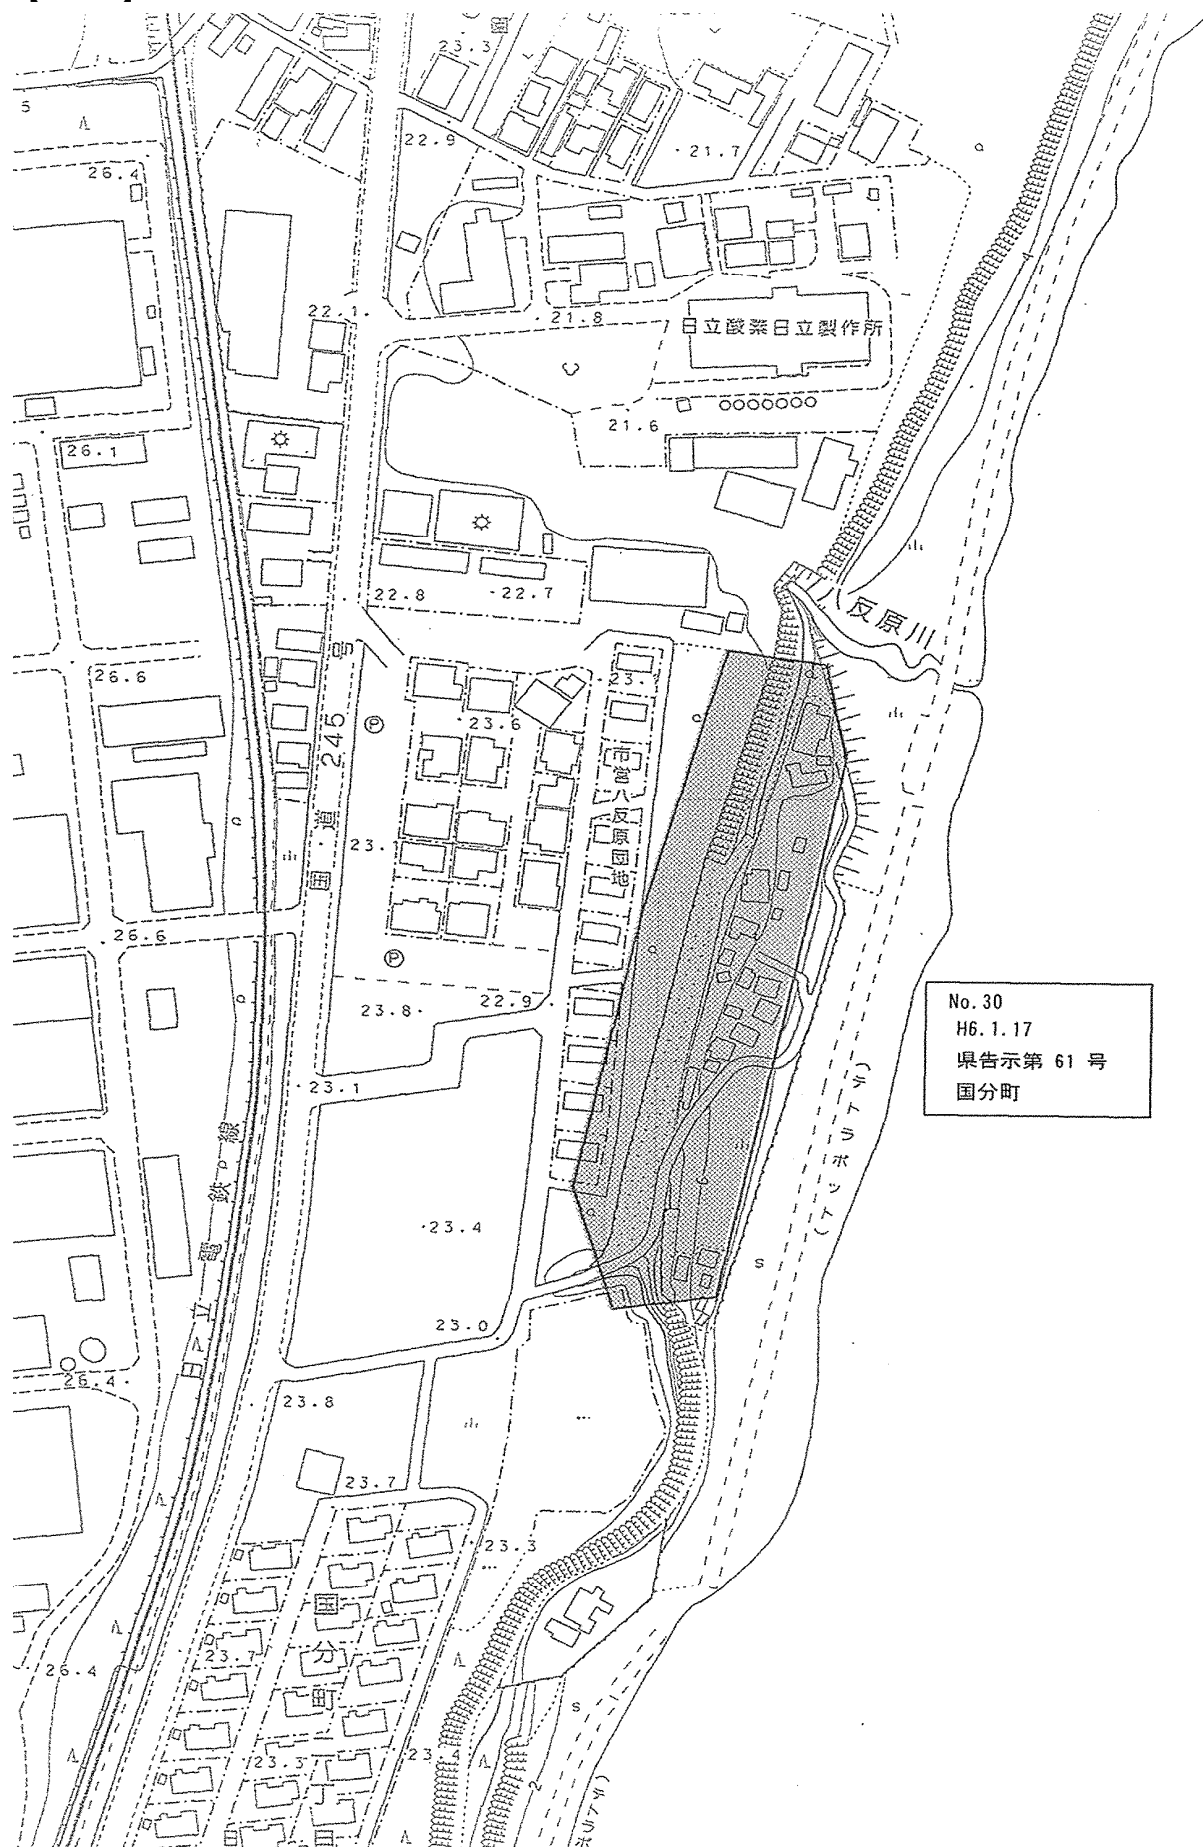 23.3
5
22.9
21.7
26.4
22.1
21.8
日立酸素日立製作所
21.6
26.1
22.8
22.7
反原川
26.6
23.6
国道 245 号
市営八反原団地
23.
26.6
22.9
23.8
No.30
H6.1.17
県告示第 61 号
国分町
23.1
(テトラポット)
日立電鉄線
23.4
6
s
23.0
26.4
23.8
23.7
23.3
国分町
26.4
23.7
s
23.3
23.4
2